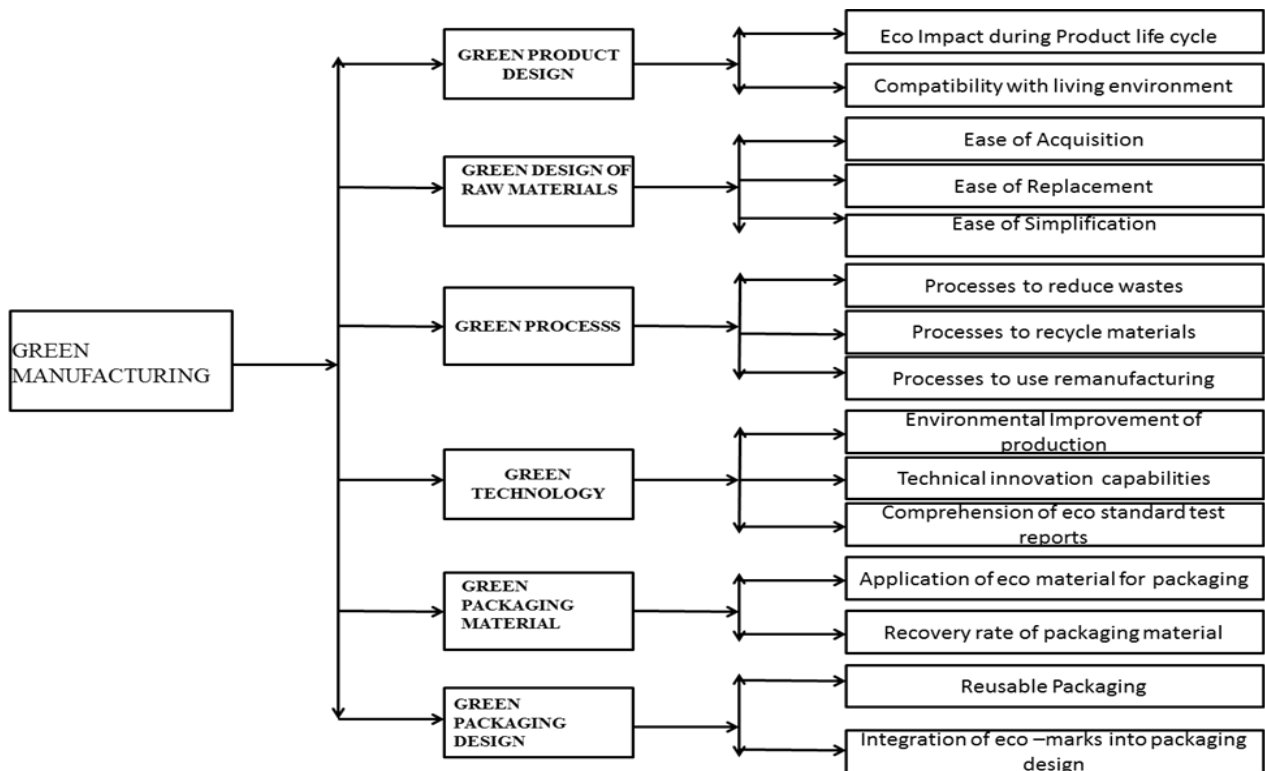 GREEN
MANUFACTURING
GREEN PRODUCT
DESIGN
Eco Impact during Product life cycle
Compatibility with living environment
GREEN DESIGN OF
RAW MATERIALS
Ease of Acquisition
Ease of Replacement
Ease of Simplification
GREEN PROCESSS
Processes to reduce wastes
Processes to recycle materials
Processes to use remanufacturing
GREEN
TECHNOLOGY
Environmental Improvement of
production
Technical innovation capabilities
Comprehension of eco standard test
reports
GREEN
PACKAGING
MATERIAL
Application of eco material for packaging
Recovery rate of packaging material
GREEN
PACKAGING
DESIGN
Reusable Packaging
Integration of eco –marks into packaging
design